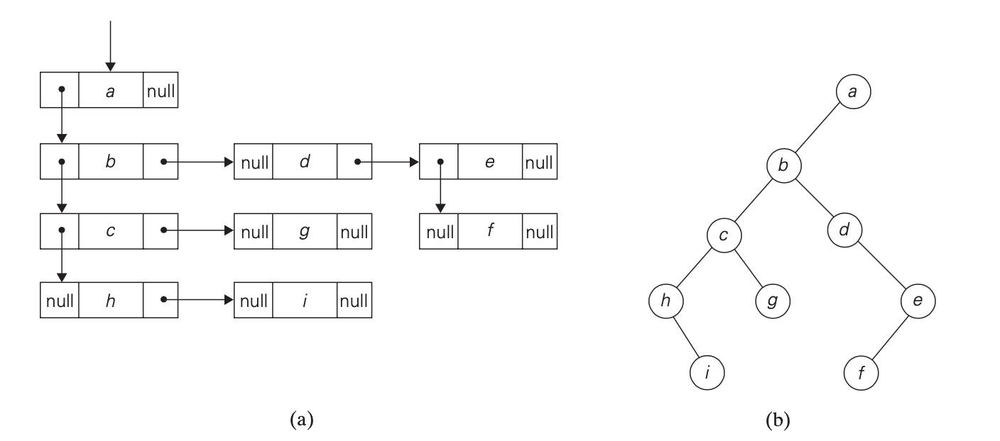 a null
b null d e null
c null g null null f null
null h null i null
(a)
a
b
c d
h g e
i f
(b)